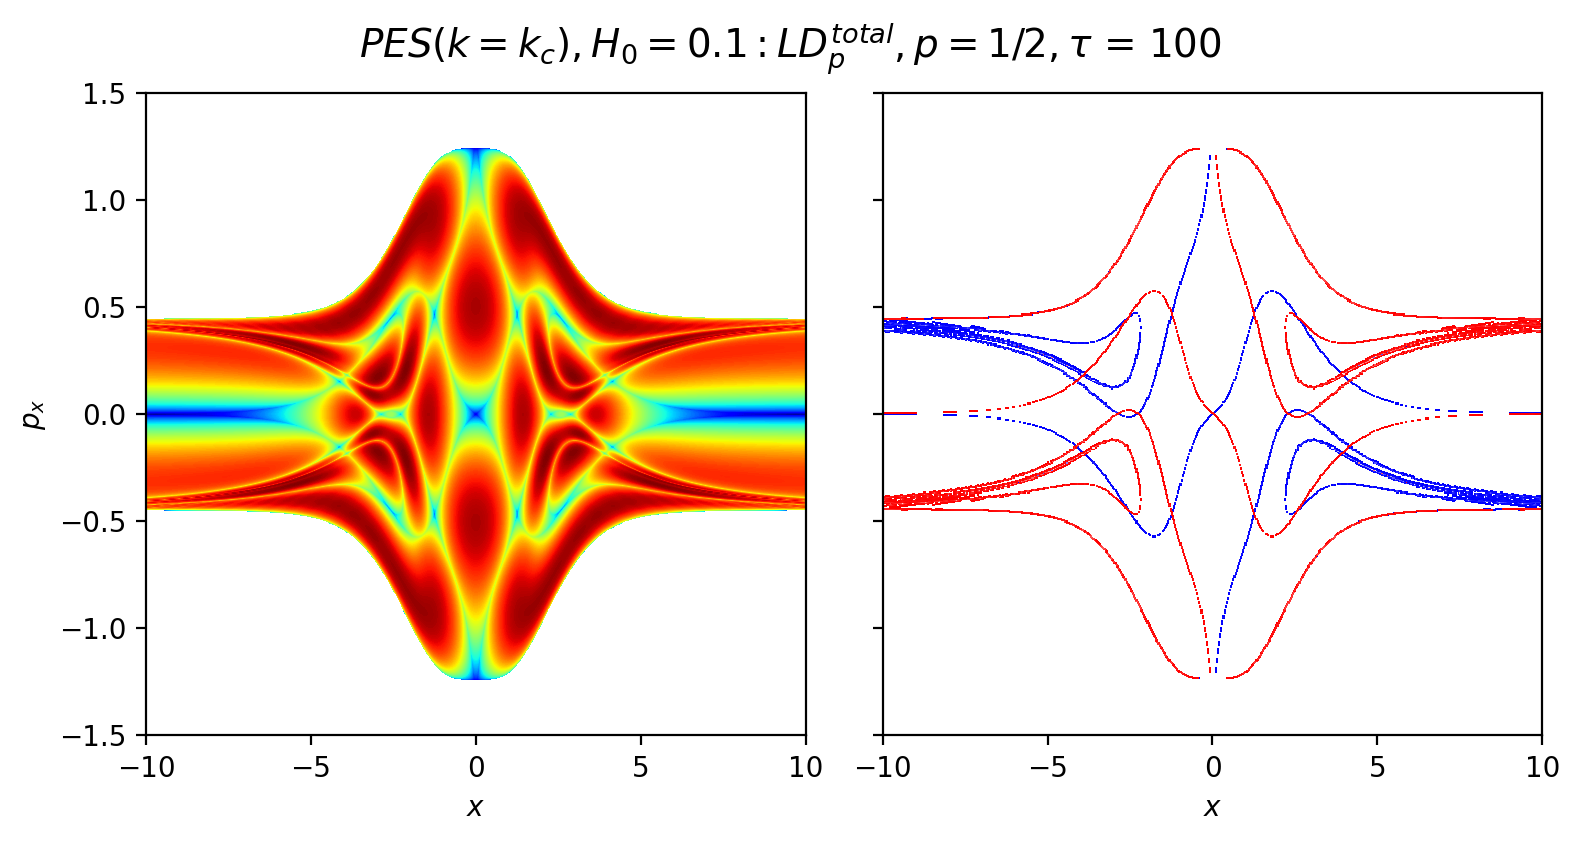 PES(k = k_c), H_0 = 0.1 : LD_p^{total}, p = 1/2, τ = 100
1.5
1.0
0.5
0.0
−0.5
−1.0
−1.5
p_x
−10 −5 0 5 10
−10 −5 0 5 10
x
x